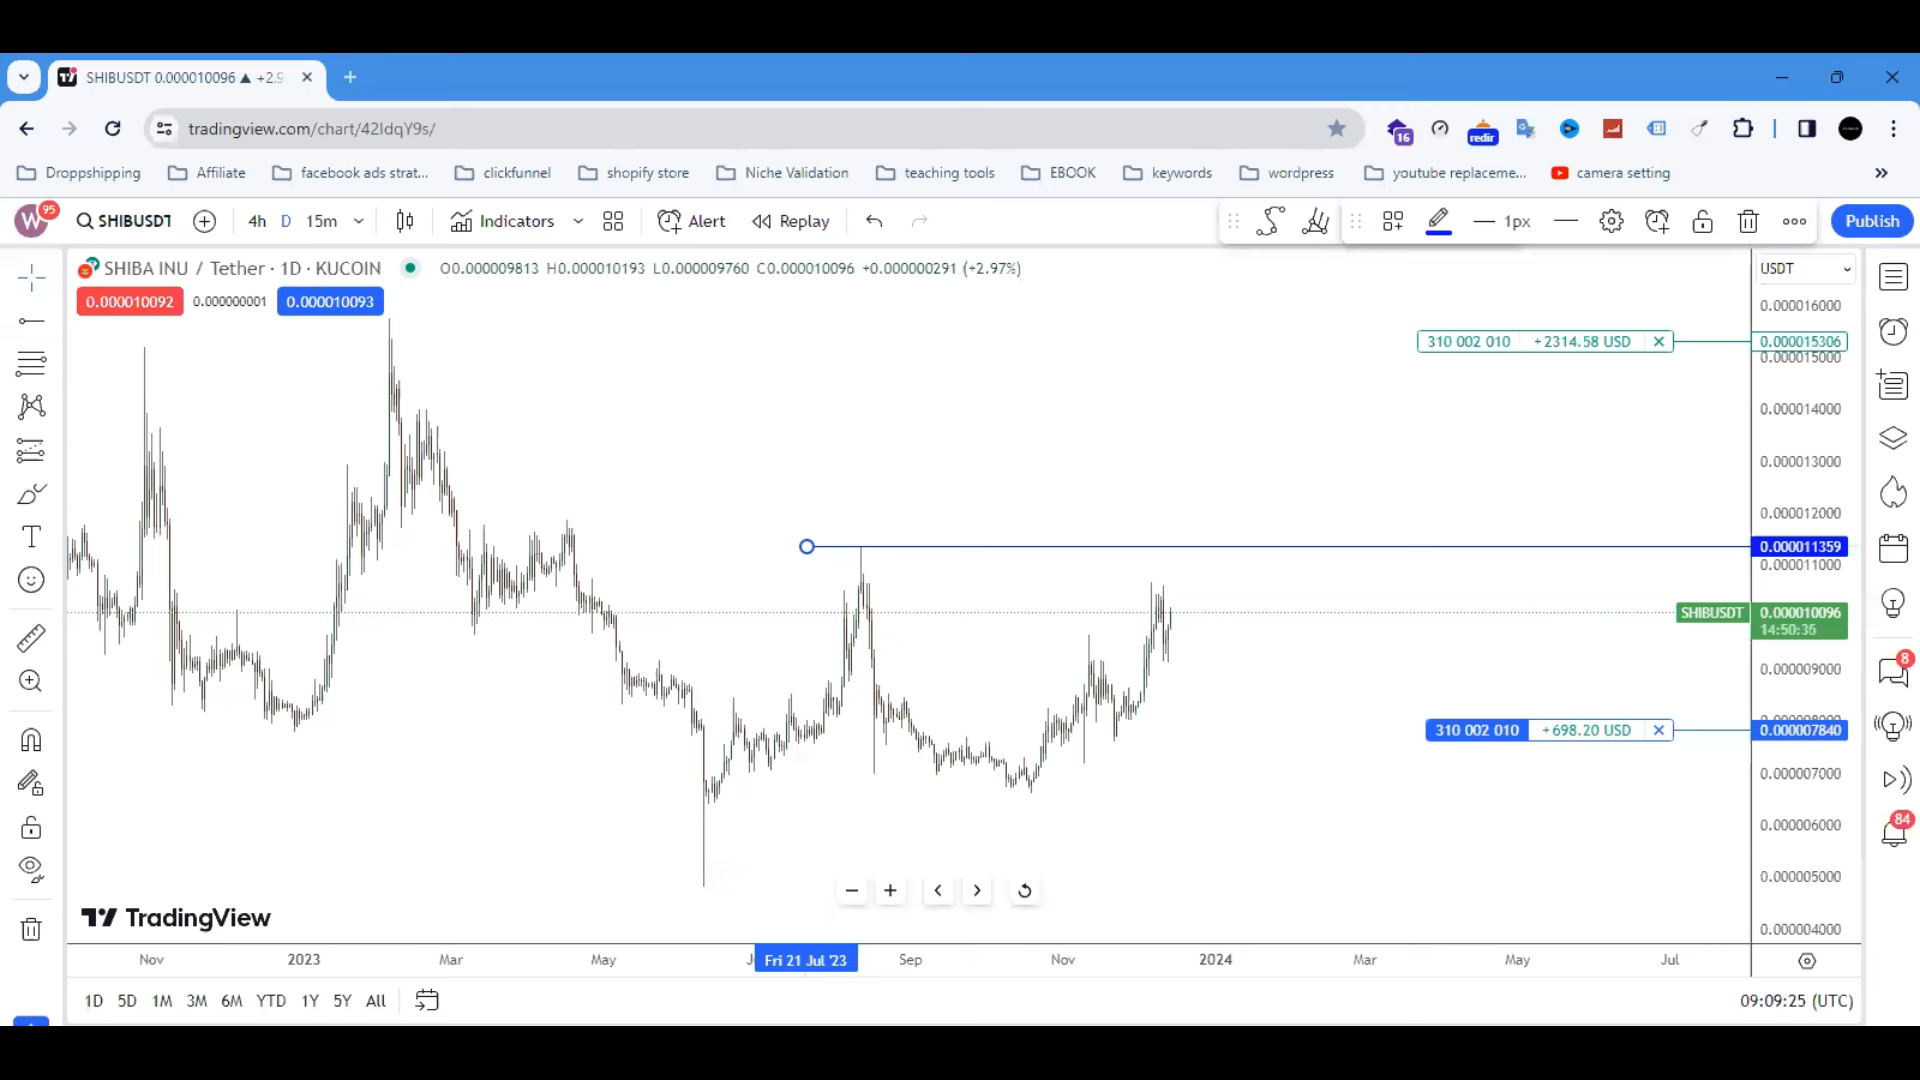 SHIBUSDT 0.000010096 ▲ +2.9
tradingview.com/chart/42IdqY9s/
16
redir
Droppshipping
Affiliate
facebook ads strat...
clickfunnel
shopify store
Niche Validation
teaching tools
EBOOK
keywords
wordpress
youtube replaceme...
camera setting
W
95
SHIBUSDT
4h
D
15m
Indicators
Alert
Replay
1px
Publish
SHIBA INU / Tether · 1D · KUCOIN
O0.000009813 H0.000010193 L0.000009760 C0.000010096 +0.000000291 (+2.97%)
USDT
0.000010092
0.000000001
0.000010093
0.000016000
310 002 010
+2314.58 USD
0.000015306
0.000015000
0.000014000
0.000013000
0.000012000
0.000011359
0.000011000
SHIBUSDT
0.000010096
14:50:35
0.000009000
8
0.000008000
310 002 010
+698.20 USD
0.000007840
0.000007000
0.000006000
84
0.000005000
TradingView
0.000004000
Nov
2023
Mar
May
Fri 21 Jul '23
Sep
Nov
2024
Mar
May
Jul
1D
5D
1M
3M
6M
YTD
1Y
5Y
All
09:09:25 (UTC)